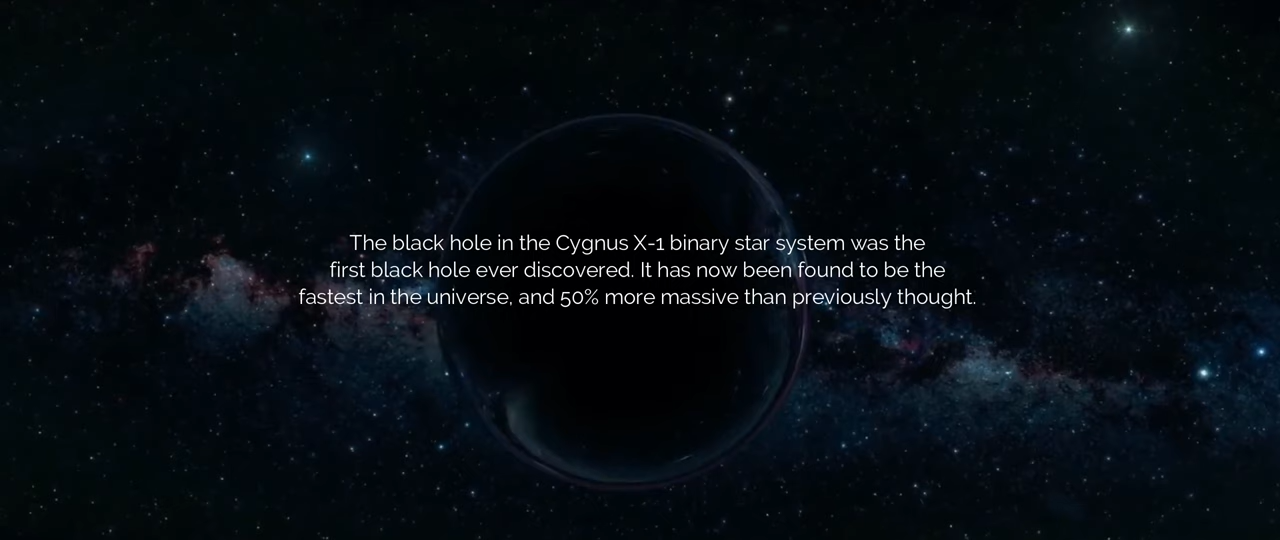 The black hole in the Cygnus X-1 binary star system was the
first black hole ever discovered. It has now been found to be the
fastest in the universe, and 50% more massive than previously thought.